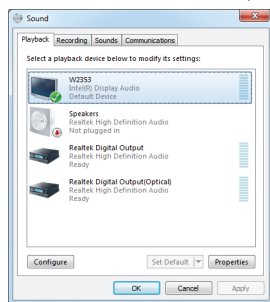 Sound
Playback Recording Sounds Communications
Select a playback device below to modify its settings:
W2353
Intel(R) Display Audio
Default Device
Speakers
Realtek High Definition Audio
Not plugged in
Realtek Digital Output
Realtek High Definition Audio
Ready
Realtek Digital Output(Optical)
Realtek High Definition Audio
Ready
Configure Set Default Properties
OK Cancel Apply